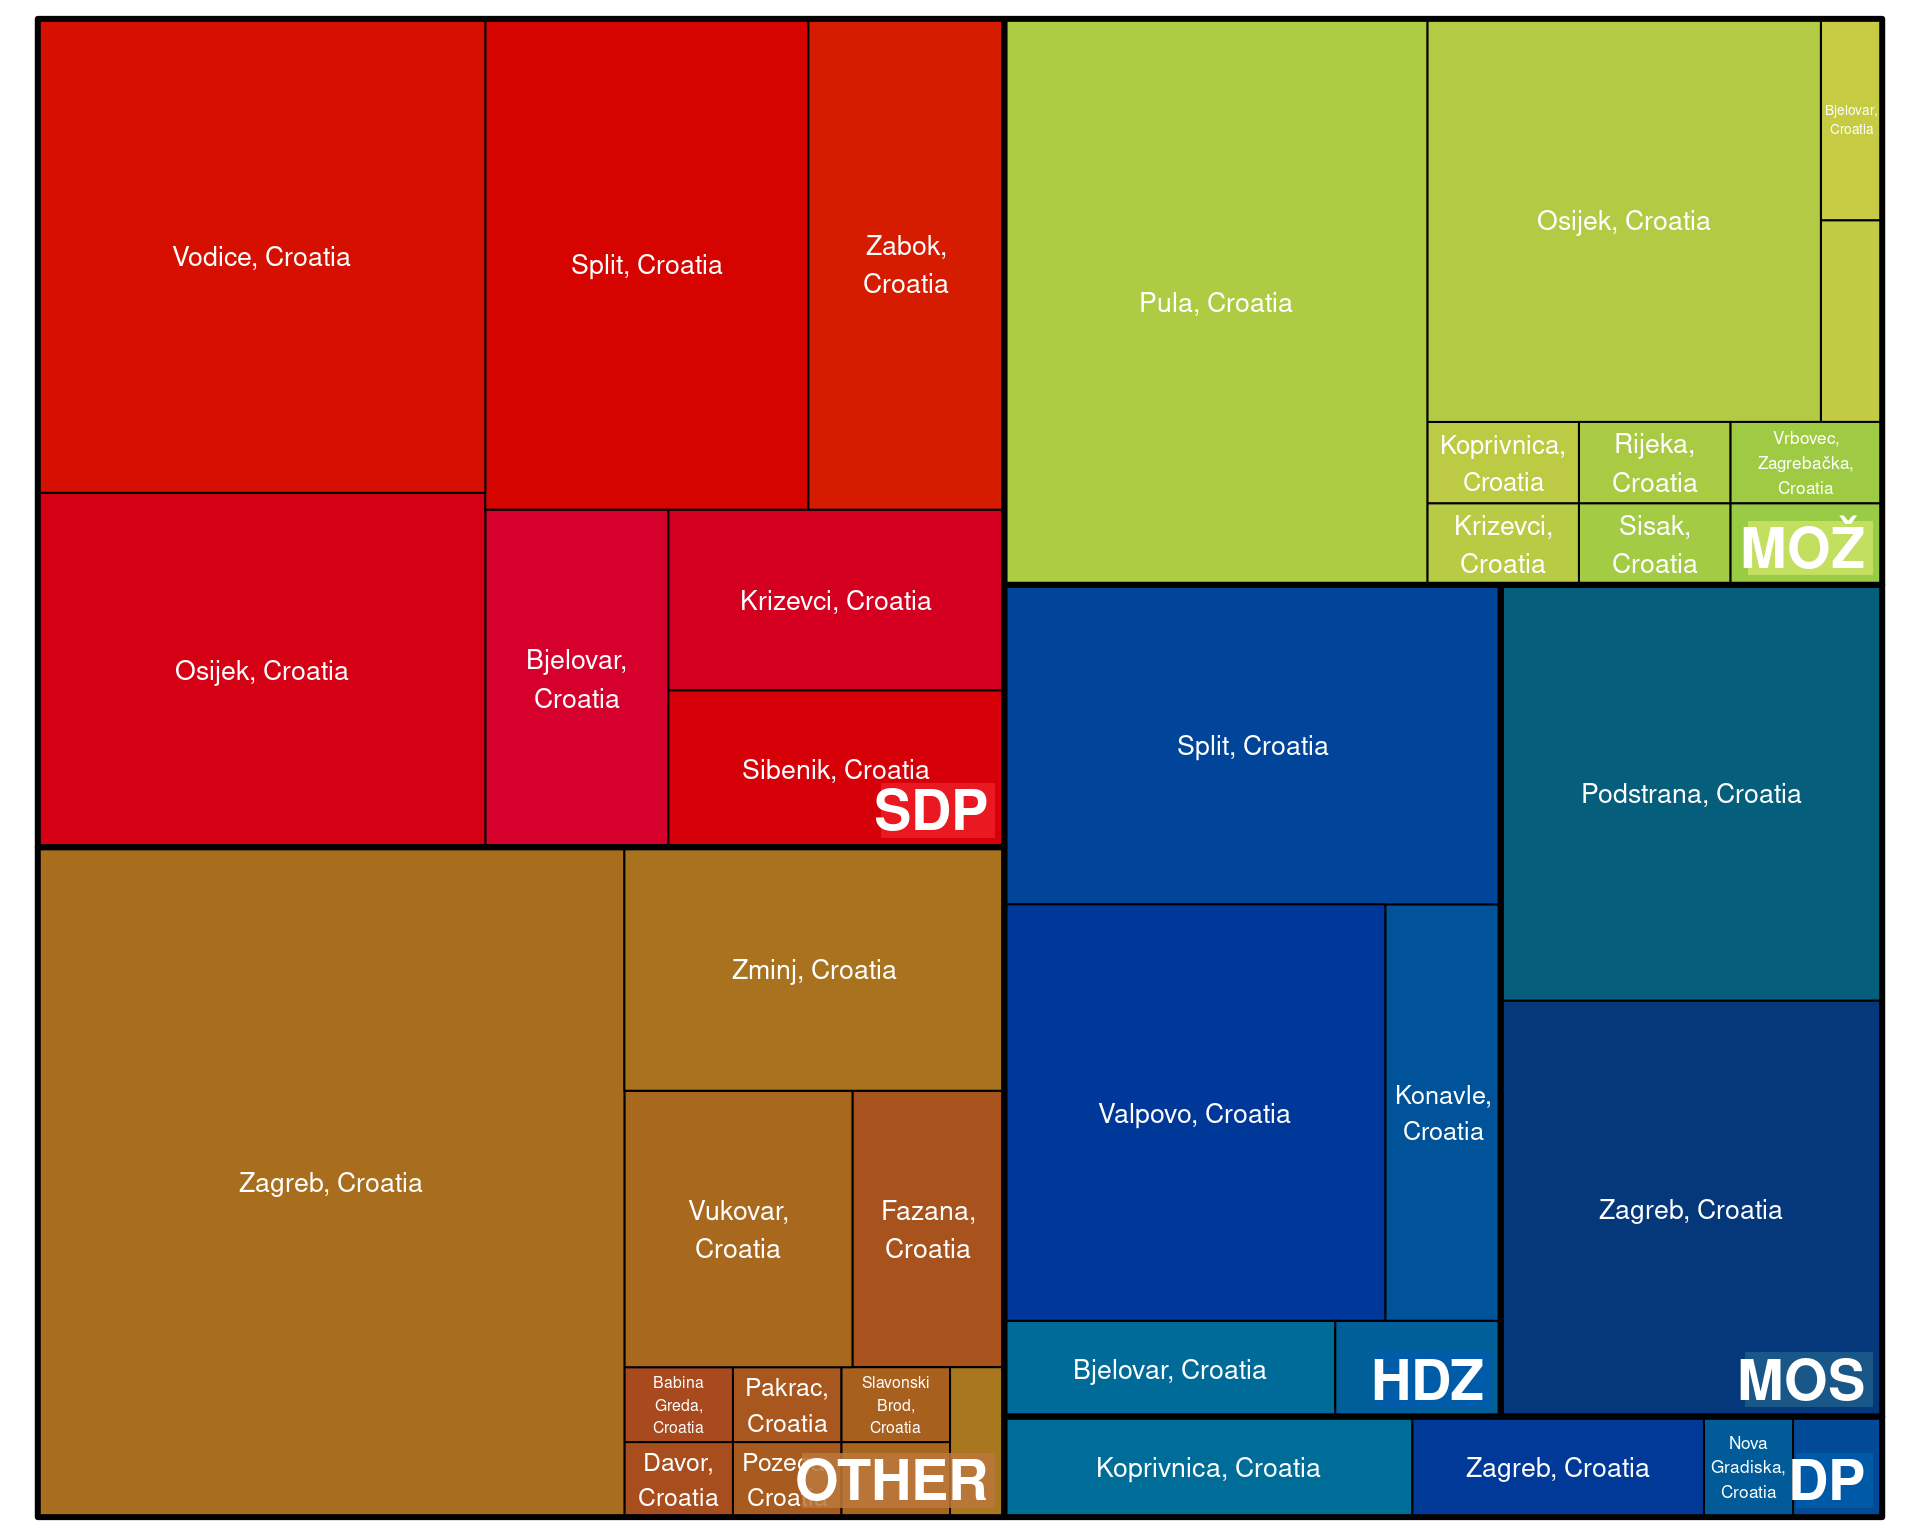 Vodice, Croatia
Split, Croatia
Zabok,
Croatia
Osijek, Croatia
Bjelovar,
Croatia
Krizevci, Croatia
Sibenik, Croatia
SDP
Pula, Croatia
Osijek, Croatia
Bjelovar,
Croatia
Koprivnica,
Croatia
Rijeka,
Croatia
Vrbovec,
Zagrebačka,
Croatia
Krizevci,
Croatia
Sisak,
Croatia
MOŽ
Zagreb, Croatia
Zminj, Croatia
Vukovar,
Croatia
Fazana,
Croatia
Babina
Greda,
Croatia
Pakrac,
Croatia
Slavonski
Brod,
Croatia
Davor,
Croatia
OTHER
Split, Croatia
Valpovo, Croatia
Konavle,
Croatia
Bjelovar, Croatia
HDZ
Podstrana, Croatia
Zagreb, Croatia
MOS
Koprivnica, Croatia
Zagreb, Croatia
Nova
Gradiska,
Croatia
DP